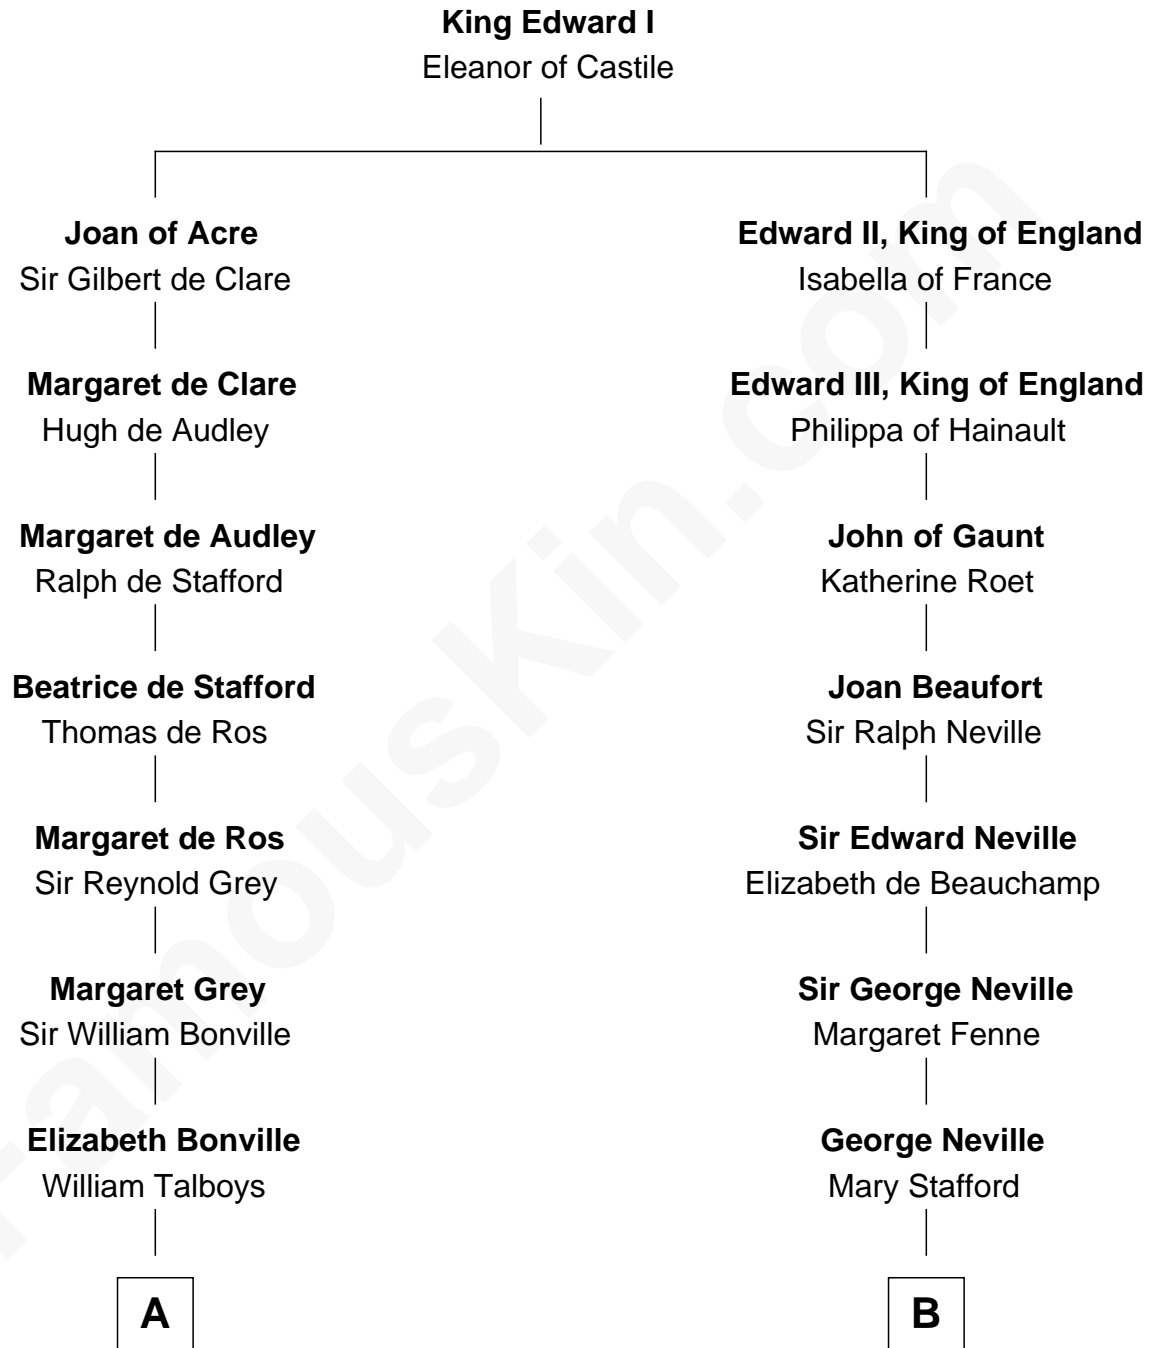 King Edward I
Eleanor of Castile
Joan of Acre
Sir Gilbert de Clare
Margaret de Clare
Hugh de Audley
Margaret de Audley
Ralph de Stafford
Beatrice de Stafford
Thomas de Ros
Margaret de Ros
Sir Reynold Grey
Margaret Grey
Sir William Bonville
Elizabeth Bonville
William Talboys
A
Edward II, King of England
Isabella of France
Edward III, King of England
Philippa of Hainault
John of Gaunt
Katherine Roet
Joan Beaufort
Sir Ralph Neville
Sir Edward Neville
Elizabeth de Beauchamp
Sir George Neville
Margaret Fenne
George Neville
Mary Stafford
B
FamousKin.com